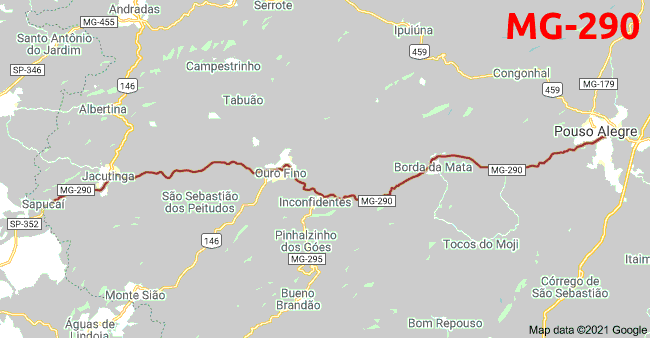 Serrote
MG-290
Andradas
MG-455
Ipuiúna
Santo Antônio
do Jardim
459
SP-346
Campestrinho
Congonhal
146
MG-179
459
Tabuão
Albertina
Pouso Alegre
Borda da Mata
MG-290
Jacutinga
Ouro Fino
MG-290
São Sebastião
dos Peitudos
Inconfidentes
MG-290
Sapucaí
SP-352
146
Pinhalzinho
dos Góes
Tocos do Moji
MG-295
Itaim
Córrego de
São Sebastião
Monte Sião
Bueno
Brandão
Águas de
Lindoia
Bom Repouso
Map data ©2021 Google